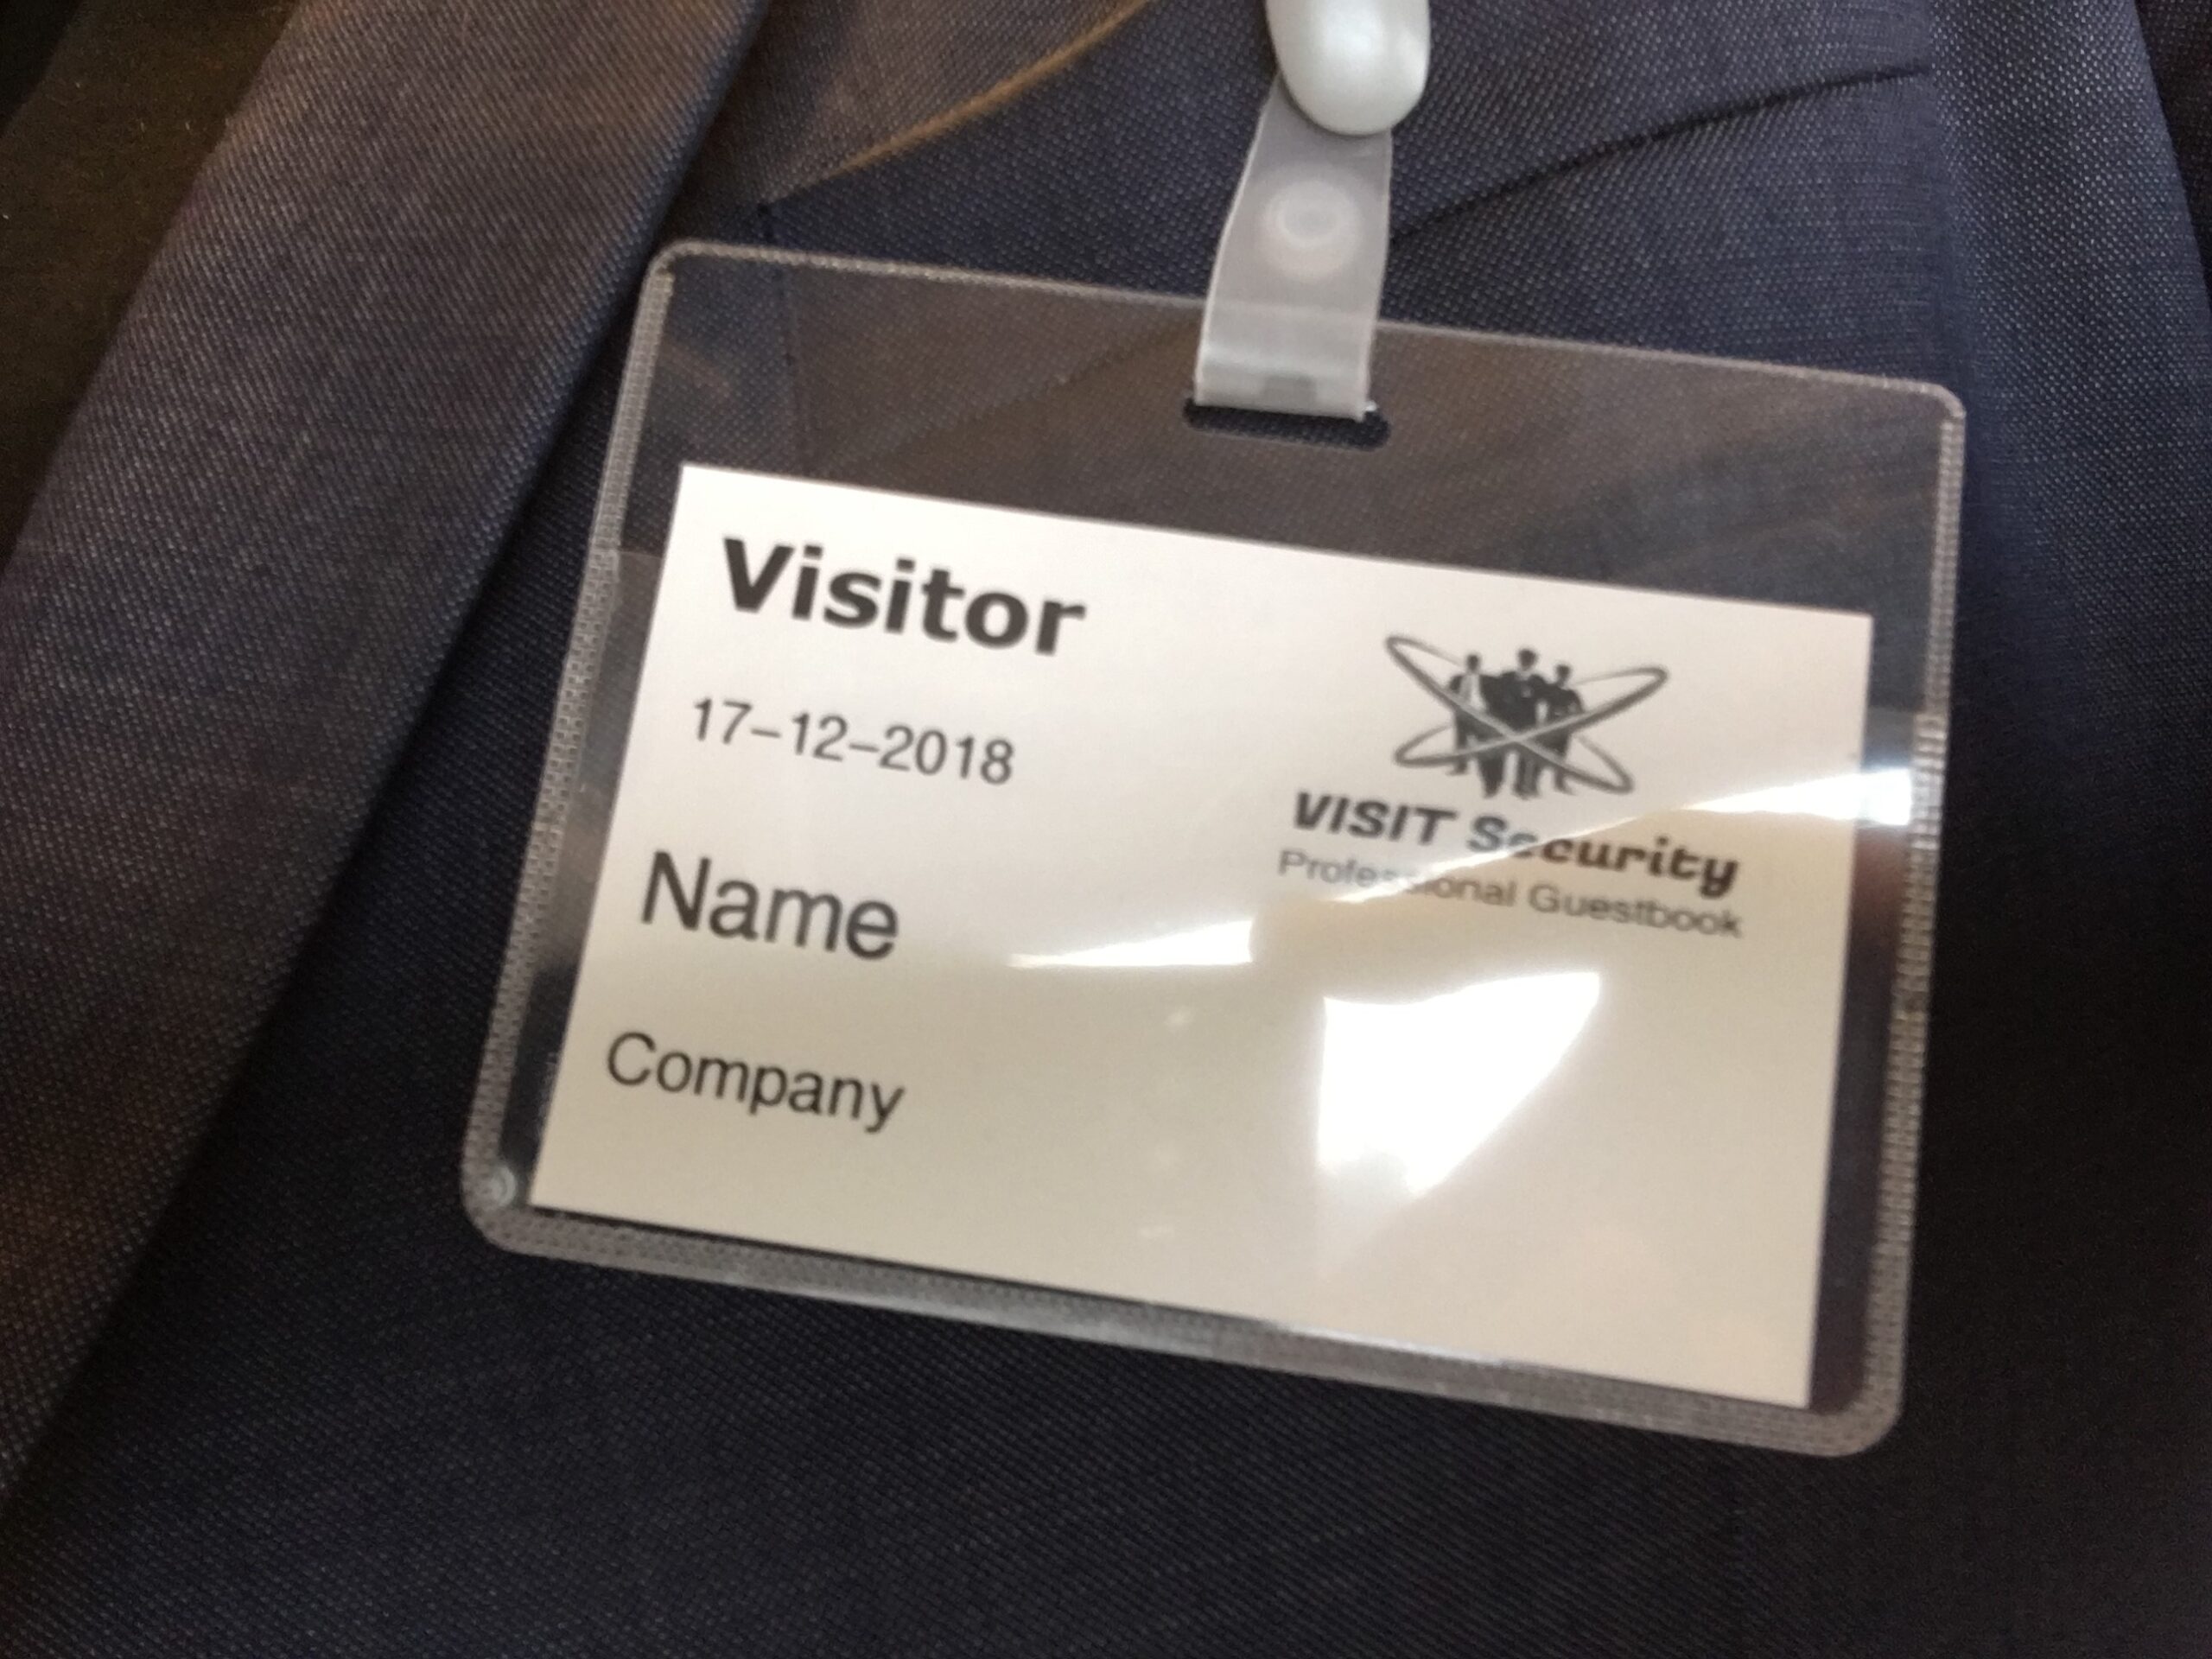 Visitor
17-12-2018
Name
Company
VISIT Security
Professional Guestbook